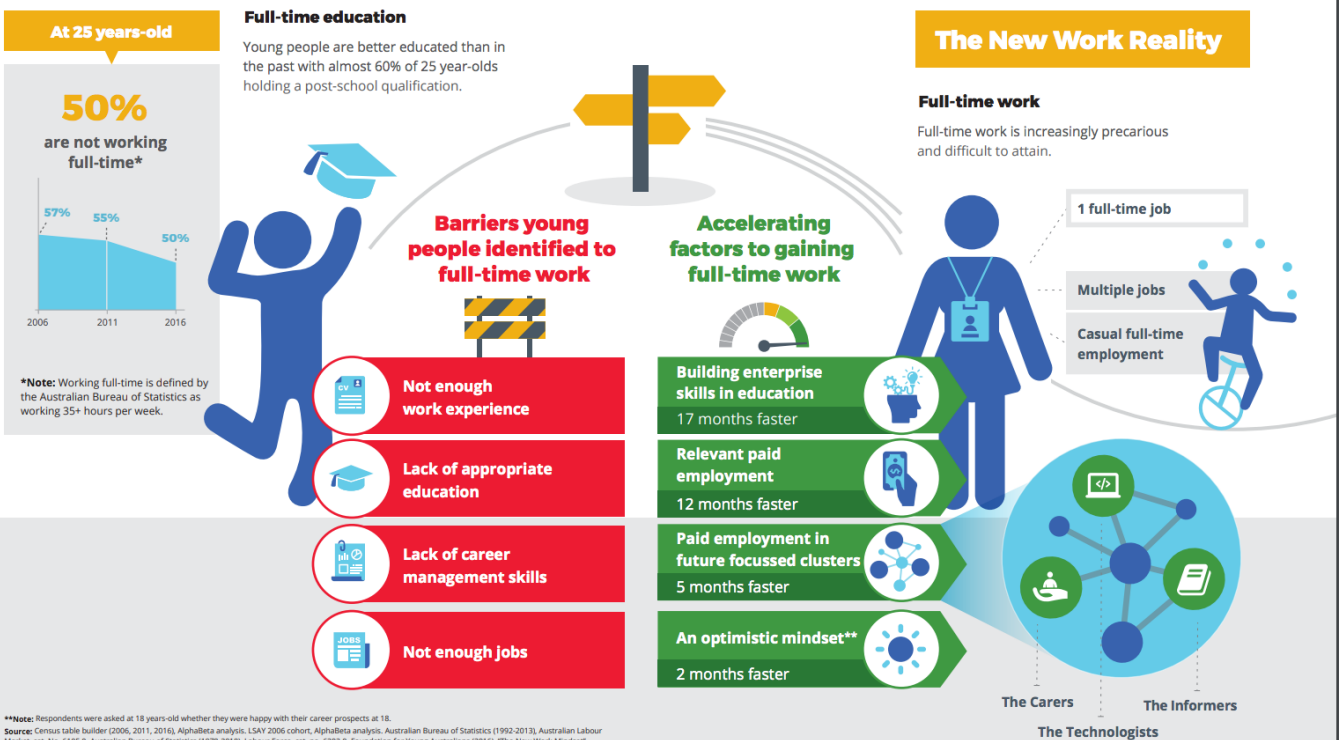 At 25 years-old
50%
are not working
full-time*
57%
55%
50%
2006
2011
2016
*Note: Working full-time is defined by
the Australian Bureau of Statistics as
working 35+ hours per week.
Full-time education
Young people are better educated than in
the past with almost 60% of 25 year-olds
holding a post-school qualification.
Barriers young
people identified to
full-time work
CV
Not enough
work experience
Lack of appropriate
education
Lack of career
management skills
JOBS
Not enough jobs
Accelerating
factors to gaining
full-time work
Building enterprise
skills in education
17 months faster
Relevant paid
employment
12 months faster
Paid employment in
future focussed clusters
5 months faster
An optimistic mindset**
2 months faster
The New Work Reality
Full-time work
Full-time work is increasingly precarious
and difficult to attain.
1 full-time job
Multiple jobs
Casual full-time
employment
</>
The Carers
The Technologists
The Informers
**Note: Respondents were asked at 18 years-old whether they were happy with their career prospects at 18.
Source: Census table builder (2006, 2011, 2016), AlphaBeta analysis. LSAY 2006 cohort, AlphaBeta analysis. Australian Bureau of Statistics (1992-2013), Australian Labour